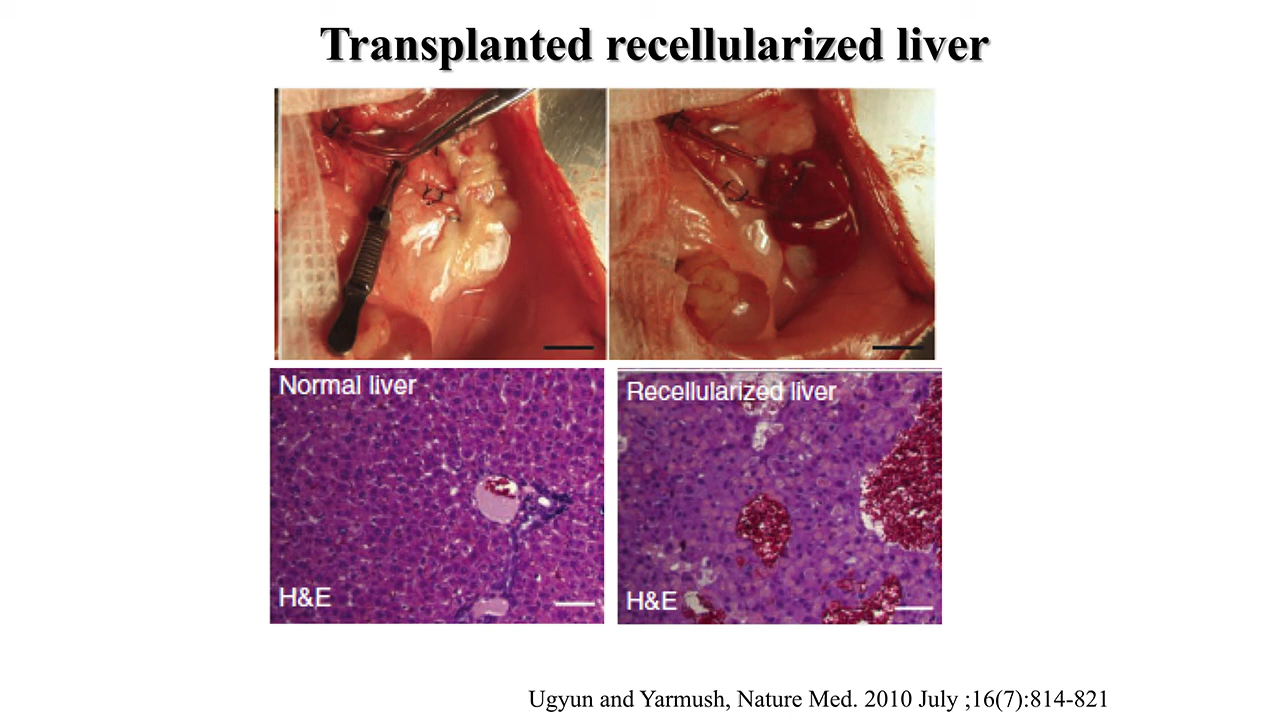 Transplanted recellularized liver
Normal liver
Recellularized liver
H&E
H&E
Ugyun and Yarmush, Nature Med. 2010 July ;16(7):814-821